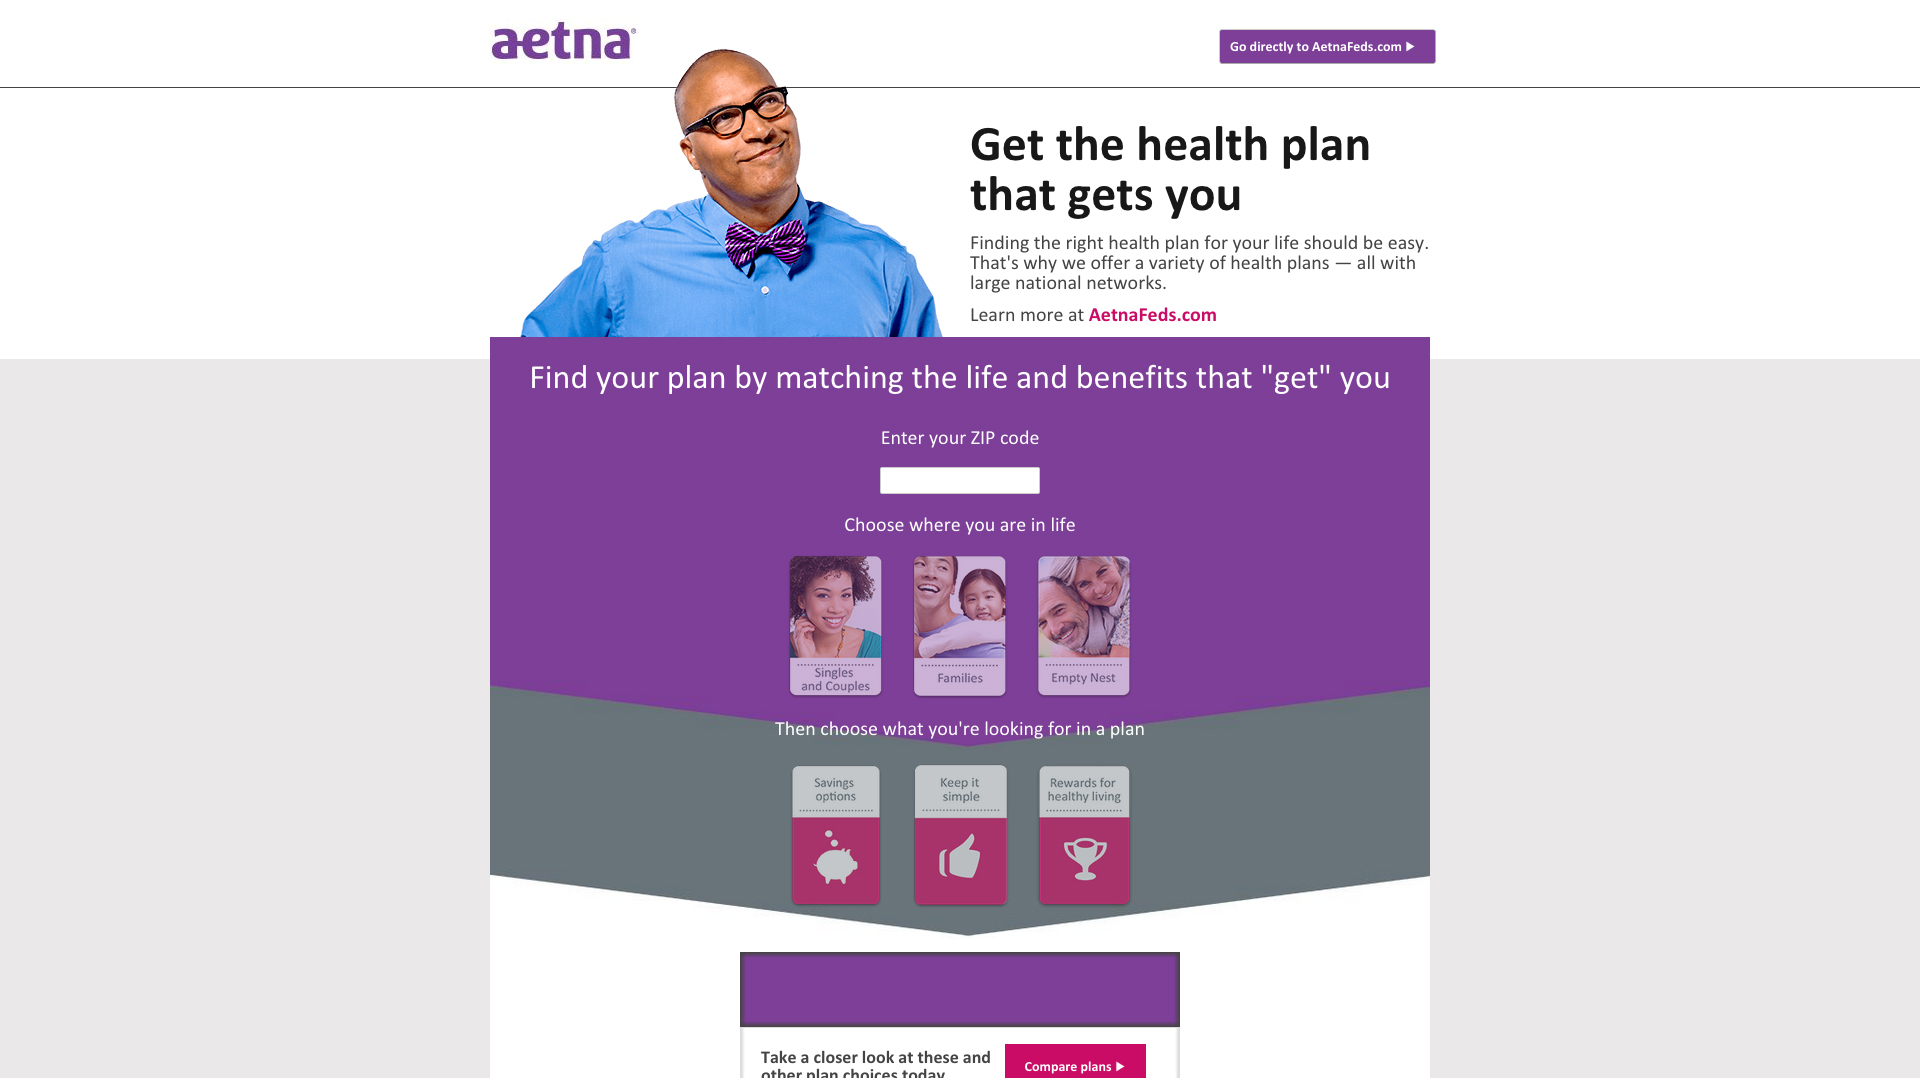 aetna®
Go directly to AetnaFeds.com ▶
Get the health plan
that gets you
Finding the right health plan for your life should be easy.
That's why we offer a variety of health plans — all with
large national networks.
Learn more at AetnaFeds.com
Find your plan by matching the life and benefits that "get" you
Enter your ZIP code
Choose where you are in life
Singles
and Couples
Families
Empty Nest
Then choose what you're looking for in a plan
Savings
options
Keep it
simple
Rewards for
healthy living
Take a closer look at these and
other plan choices today
Compare plans ▶